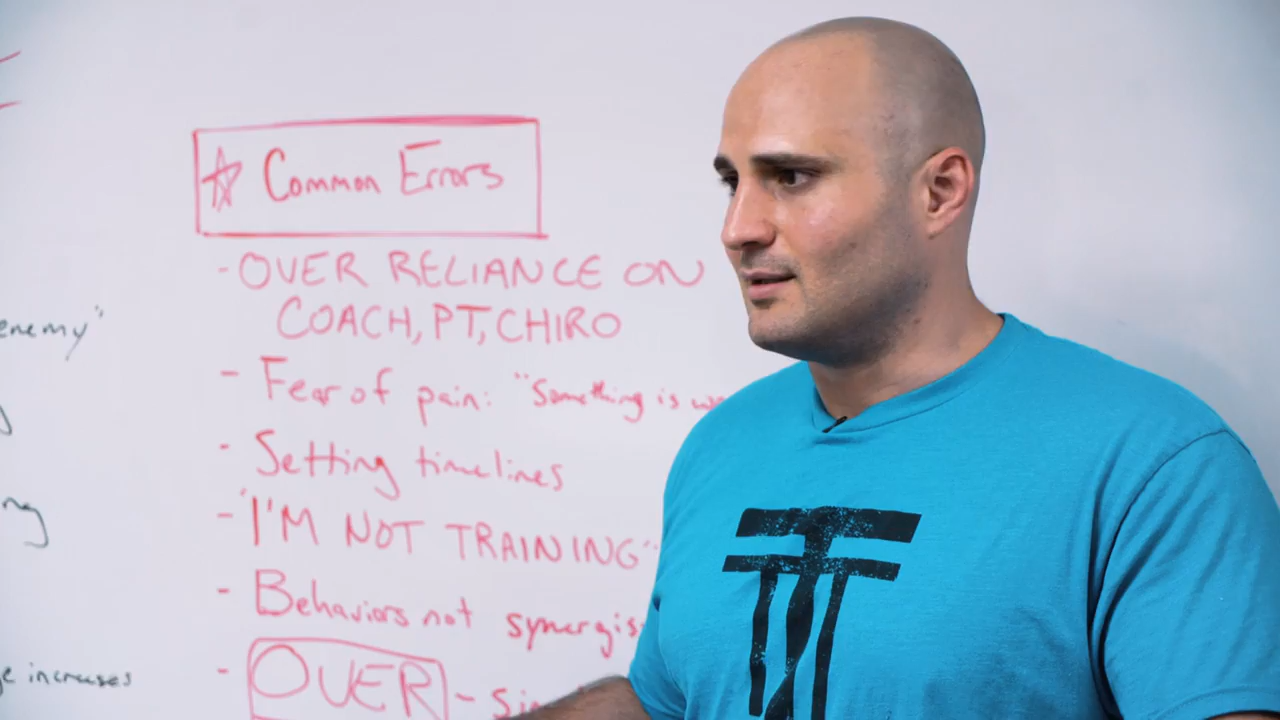 ☆ Common Errors
- OVER RELIANCE ON
COACH, PT, CHIRO
enemy"
- Fear of pain: "Something is
- Setting timelines
- "I'M NOT TRAINING"
- Behaviors not
increases
- OVER -